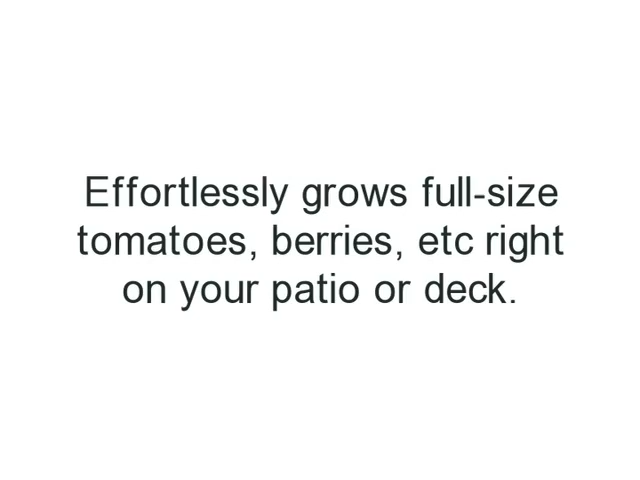 Effortlessly grows full-size
tomatoes, berries, etc right
on your patio or deck.